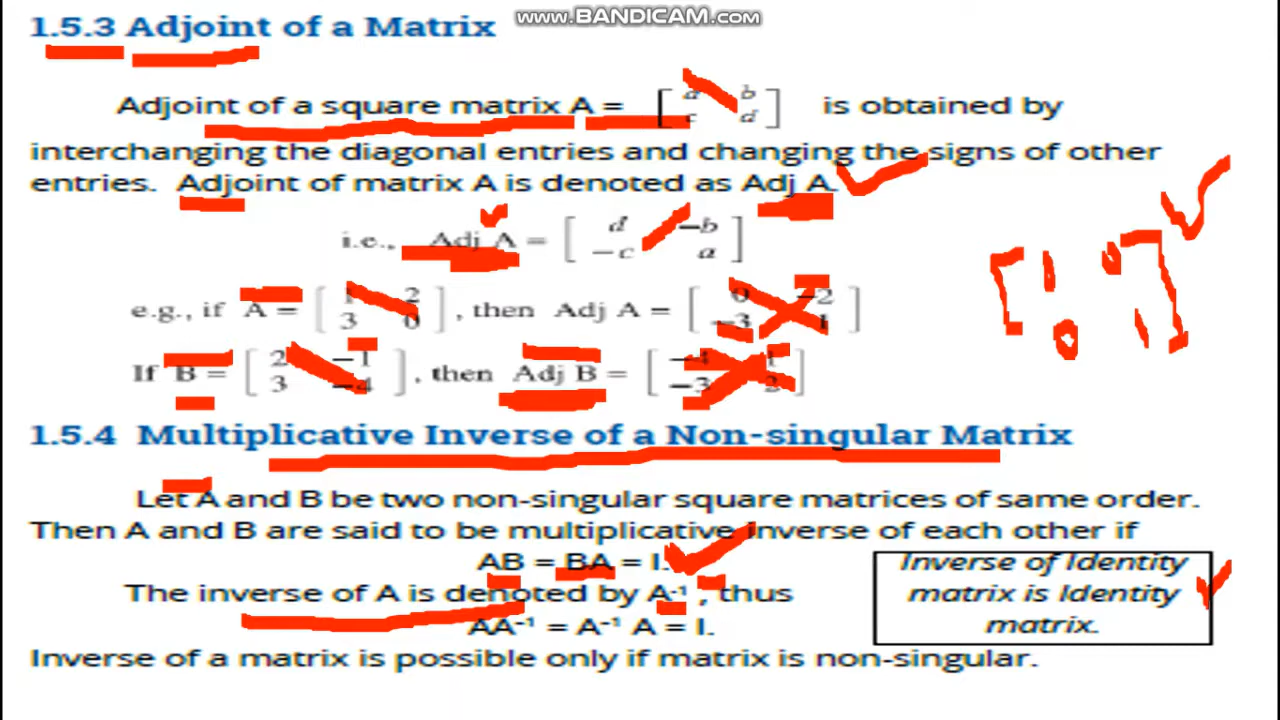 www.BANDICAM.com
1.5.3 Adjoint of a Matrix
Adjoint of a square matrix A = [ a b ; c d ] is obtained by
interchanging the diagonal entries and changing the signs of other
entries. Adjoint of matrix A is denoted as Adj A.
i.e., Adj A = [ d −b ; −c a ]
e.g., if A = [ 1 2 ; 3 0 ], then Adj A = [ 0 −2 ; −3 1 ]
If B = [ 2 −1 ; 3 −4 ], then Adj B = [ −4 1 ; −3 2 ]
1.5.4 Multiplicative Inverse of a Non-singular Matrix
Let A and B be two non-singular square matrices of same order.
Then A and B are said to be multiplicative inverse of each other if
AB = BA = I.
The inverse of A is denoted by A⁻¹, thus
AA⁻¹ = A⁻¹ A = I.
Inverse of a matrix is possible only if matrix is non-singular.
Inverse of Identity
matrix is Identity
matrix.